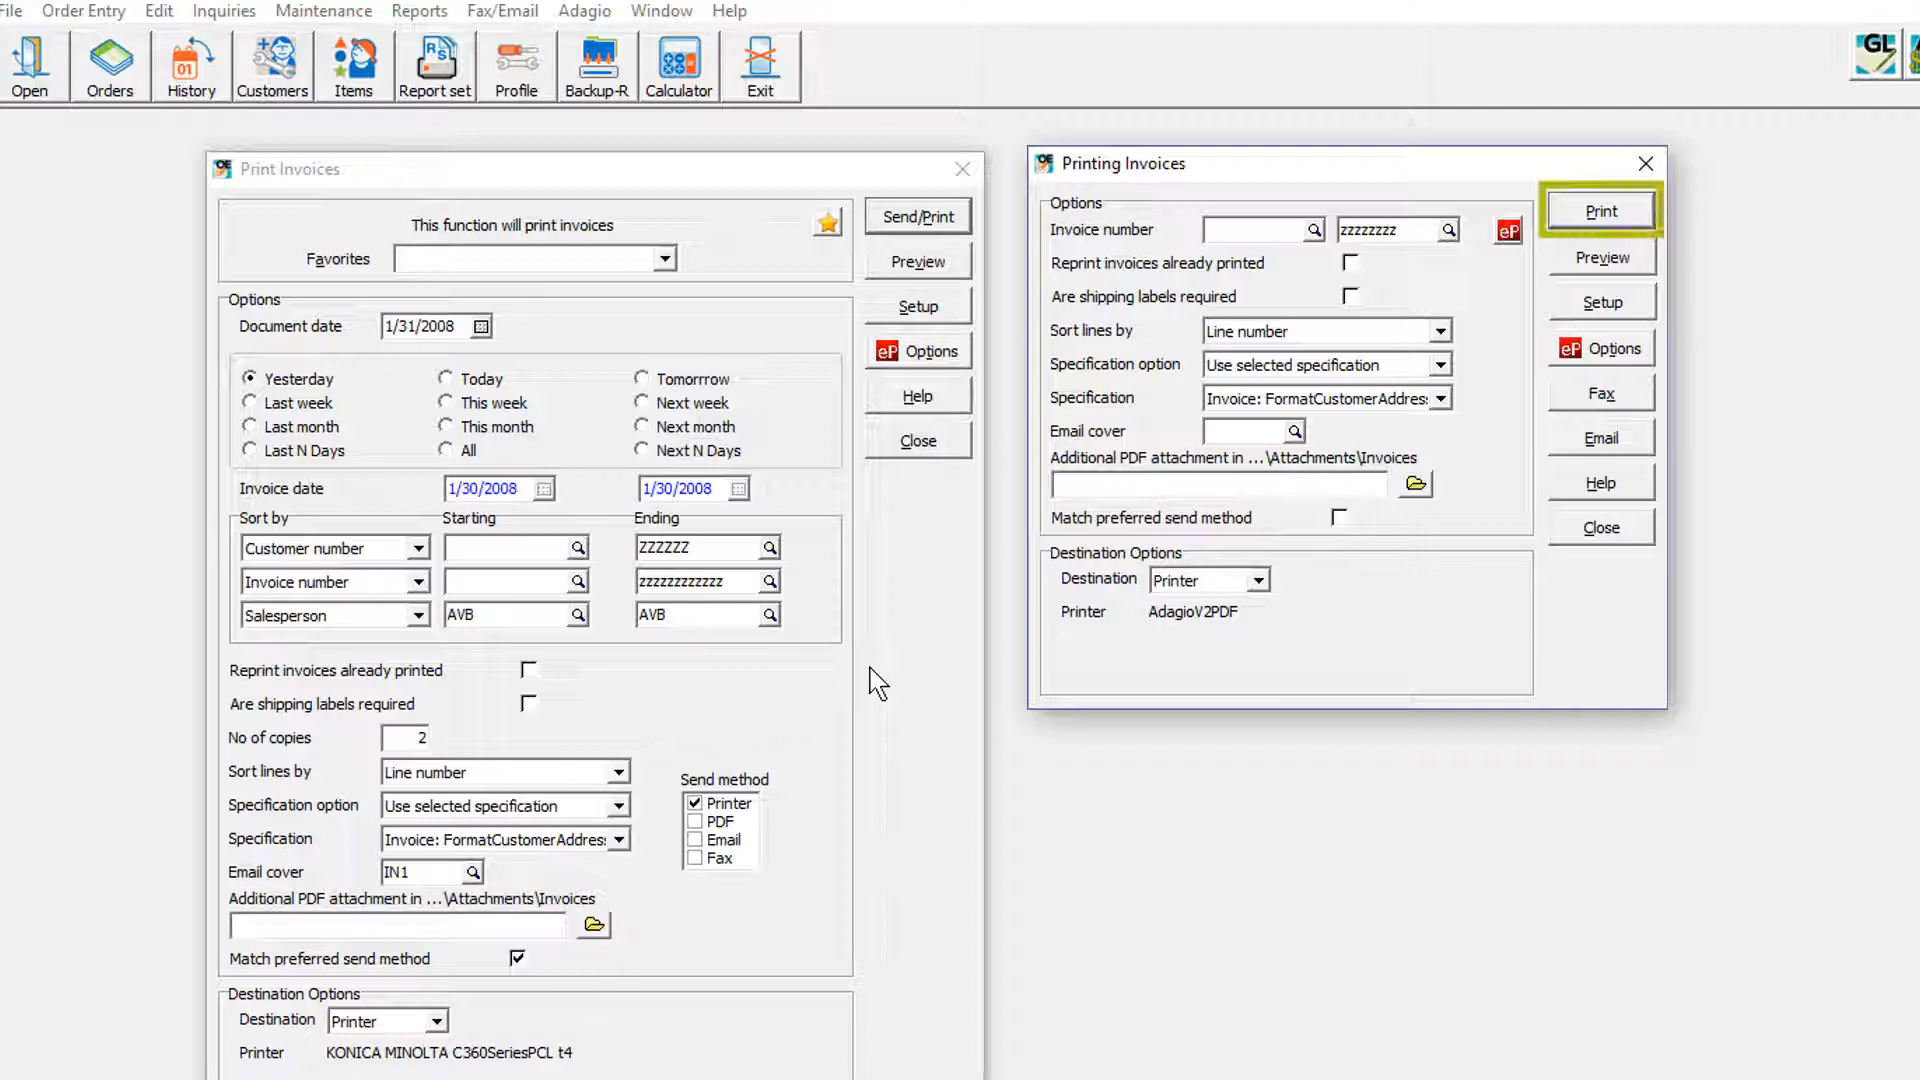 File Order Entry Edit Inquiries Maintenance Reports Fax/Email Adagio Window Help
Open Orders History Customers Items Report set Profile Backup-R Calculator Exit
01
RS
GL
OE Print Invoices
This function will print invoices
Favorites
Options
Document date 1/31/2008
Yesterday Today Tomorrrow
Last week This week Next week
Last month This month Next month
Last N Days All Next N Days
Invoice date 1/30/2008 1/30/2008
Sort by Starting Ending
Customer number ZZZZZZ
Invoice number zzzzzzzzzzzz
Salesperson AVB AVB
Reprint invoices already printed
Are shipping labels required
No of copies 2
Sort lines by Line number
Specification option Use selected specification
Specification Invoice: FormatCustomerAddres
Email cover IN1
Additional PDF attachment in ...\Attachments\Invoices
Match preferred send method
Send method
Printer
PDF
Email
Fax
Destination Options
Destination Printer
Printer KONICA MINOLTA C360SeriesPCL t4
Send/Print
Preview
Setup
eP Options
Help
Close
OE Printing Invoices
Options
Invoice number zzzzzzzz eP
Reprint invoices already printed
Are shipping labels required
Sort lines by Line number
Specification option Use selected specification
Specification Invoice: FormatCustomerAddres
Email cover
Additional PDF attachment in ...\Attachments\Invoices
Match preferred send method
Destination Options
Destination Printer
Printer AdagioV2PDF
Print
Preview
Setup
eP Options
Fax
Email
Help
Close